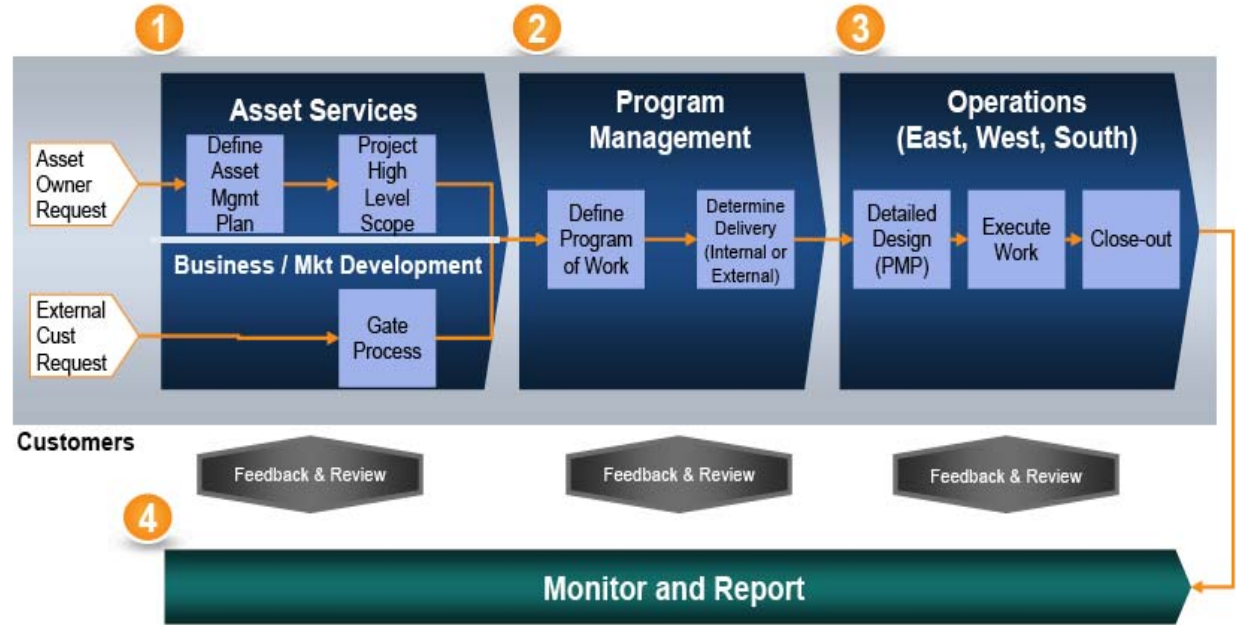 1
2
3
Asset Services
Define
Asset
Mgmt
Plan
Project
High
Level
Scope
Asset
Owner
Request
Business / Mkt Development
External
Cust
Request
Gate
Process
Program
Management
Define
Program
of Work
Determine
Delivery
(Internal or
External)
Operations
(East, West, South)
Detailed
Design
(PMP)
Execute
Work
Close-out
Customers
Feedback & Review
Feedback & Review
Feedback & Review
4
Monitor and Report